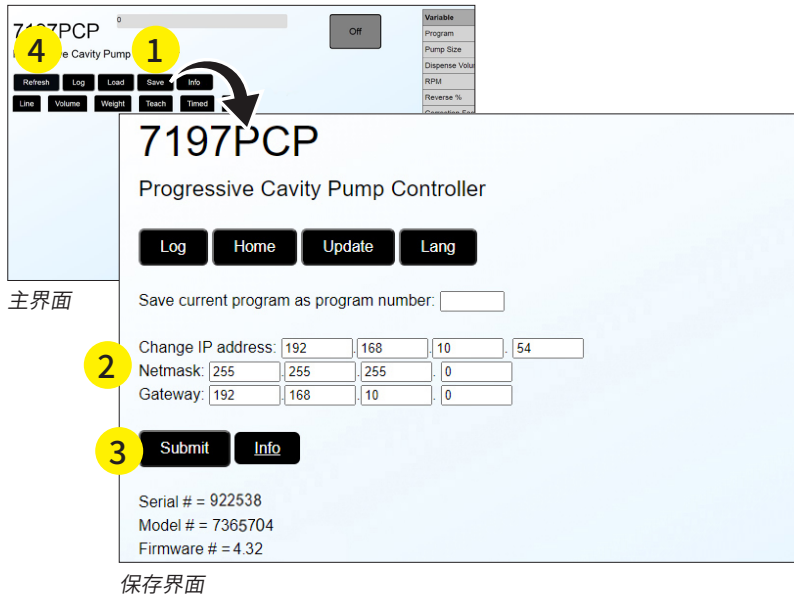 7197PCP
0
Off
Cavity Pump
4
1
Refresh Log Load Save Info
Line Volume Weight Teach Timed
Variable
Program
Pump Size
Dispense
RPM
Reverse %
7197PCP
Progressive Cavity Pump Controller
Log Home Update Lang
Save current program as program number:
2
Change IP address: 192 . 168 . 10 . 54
Netmask: 255 . 255 . 255 . 0
Gateway: 192 . 168 . 10 . 0
3
Submit Info
Serial # = 922538
Model # = 7365704
Firmware # = 4.32
主界面
保存界面